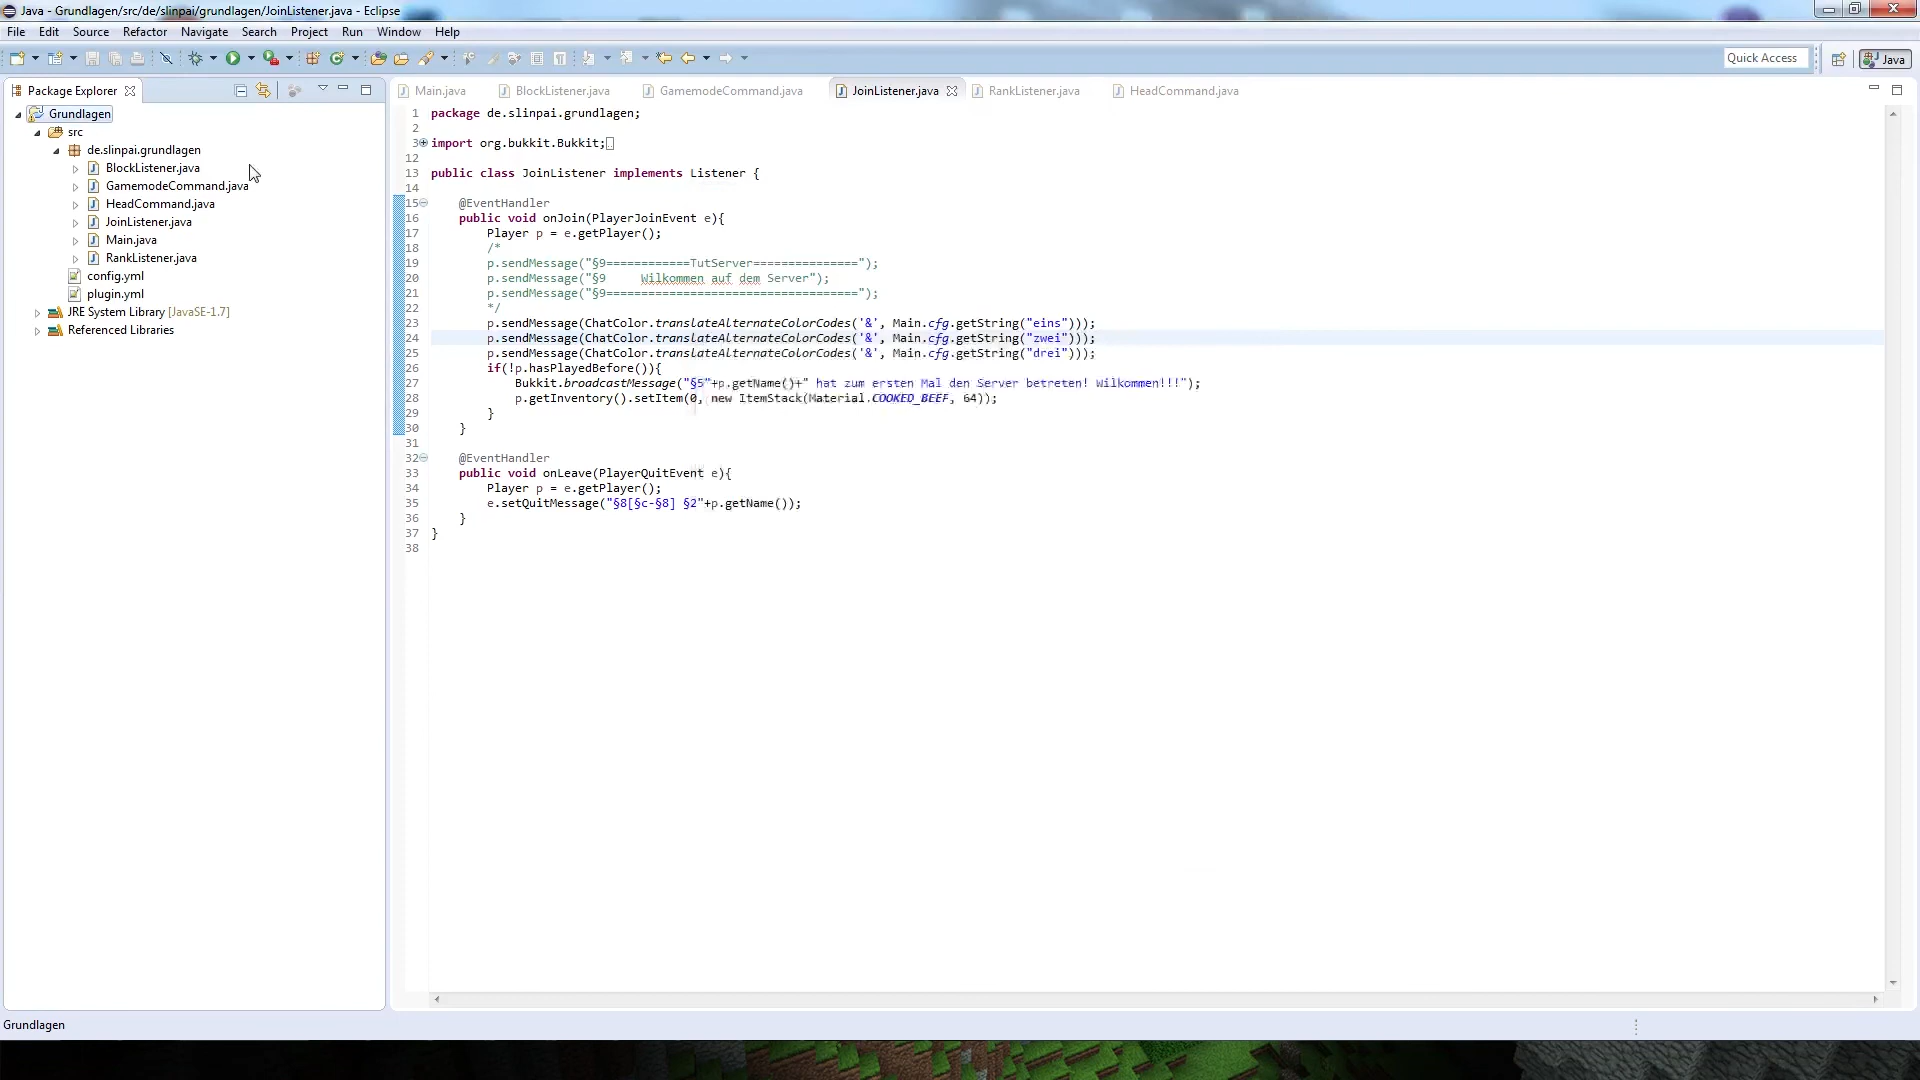 Java - Grundlagen/src/de/slinpai/grundlagen/JoinListener.java - Eclipse
File Edit Source Refactor Navigate Search Project Run Window Help
Quick Access
Java
Package Explorer
Grundlagen
src
de.slinpai.grundlagen
BlockListener.java
GamemodeCommand.java
HeadCommand.java
JoinListener.java
Main.java
RankListener.java
config.yml
plugin.yml
JRE System Library [JavaSE-1.7]
Referenced Libraries
Main.java BlockListener.java GamemodeCommand.java JoinListener.java RankListener.java HeadCommand.java
1 package de.slinpai.grundlagen;
2
3 import org.bukkit.Bukkit;
12
13 public class JoinListener implements Listener {
14
15 @EventHandler
16 public void onJoin(PlayerJoinEvent e){
17 Player p = e.getPlayer();
18 /*
19 p.sendMessage("§9============TutServer===============");
20 p.sendMessage("§9     Wilkommen auf dem Server");
21 p.sendMessage("§9====================================");
22 */
23 p.sendMessage(ChatColor.translateAlternateColorCodes('&', Main.cfg.getString("eins")));
24 p.sendMessage(ChatColor.translateAlternateColorCodes('&', Main.cfg.getString("zwei")));
25 p.sendMessage(ChatColor.translateAlternateColorCodes('&', Main.cfg.getString("drei")));
26 if(!p.hasPlayedBefore()){
27 Bukkit.broadcastMessage("§5"+p.getName()+" hat zum ersten Mal den Server betreten! Wilkommen!!!");
28 p.getInventory().setItem(0, new ItemStack(Material.COOKED_BEEF, 64));
29 }
30 }
31
32 @EventHandler
33 public void onLeave(PlayerQuitEvent e){
34 Player p = e.getPlayer();
35 e.setQuitMessage("§8[§c-§8] §2"+p.getName());
36 }
37 }
38
Grundlagen